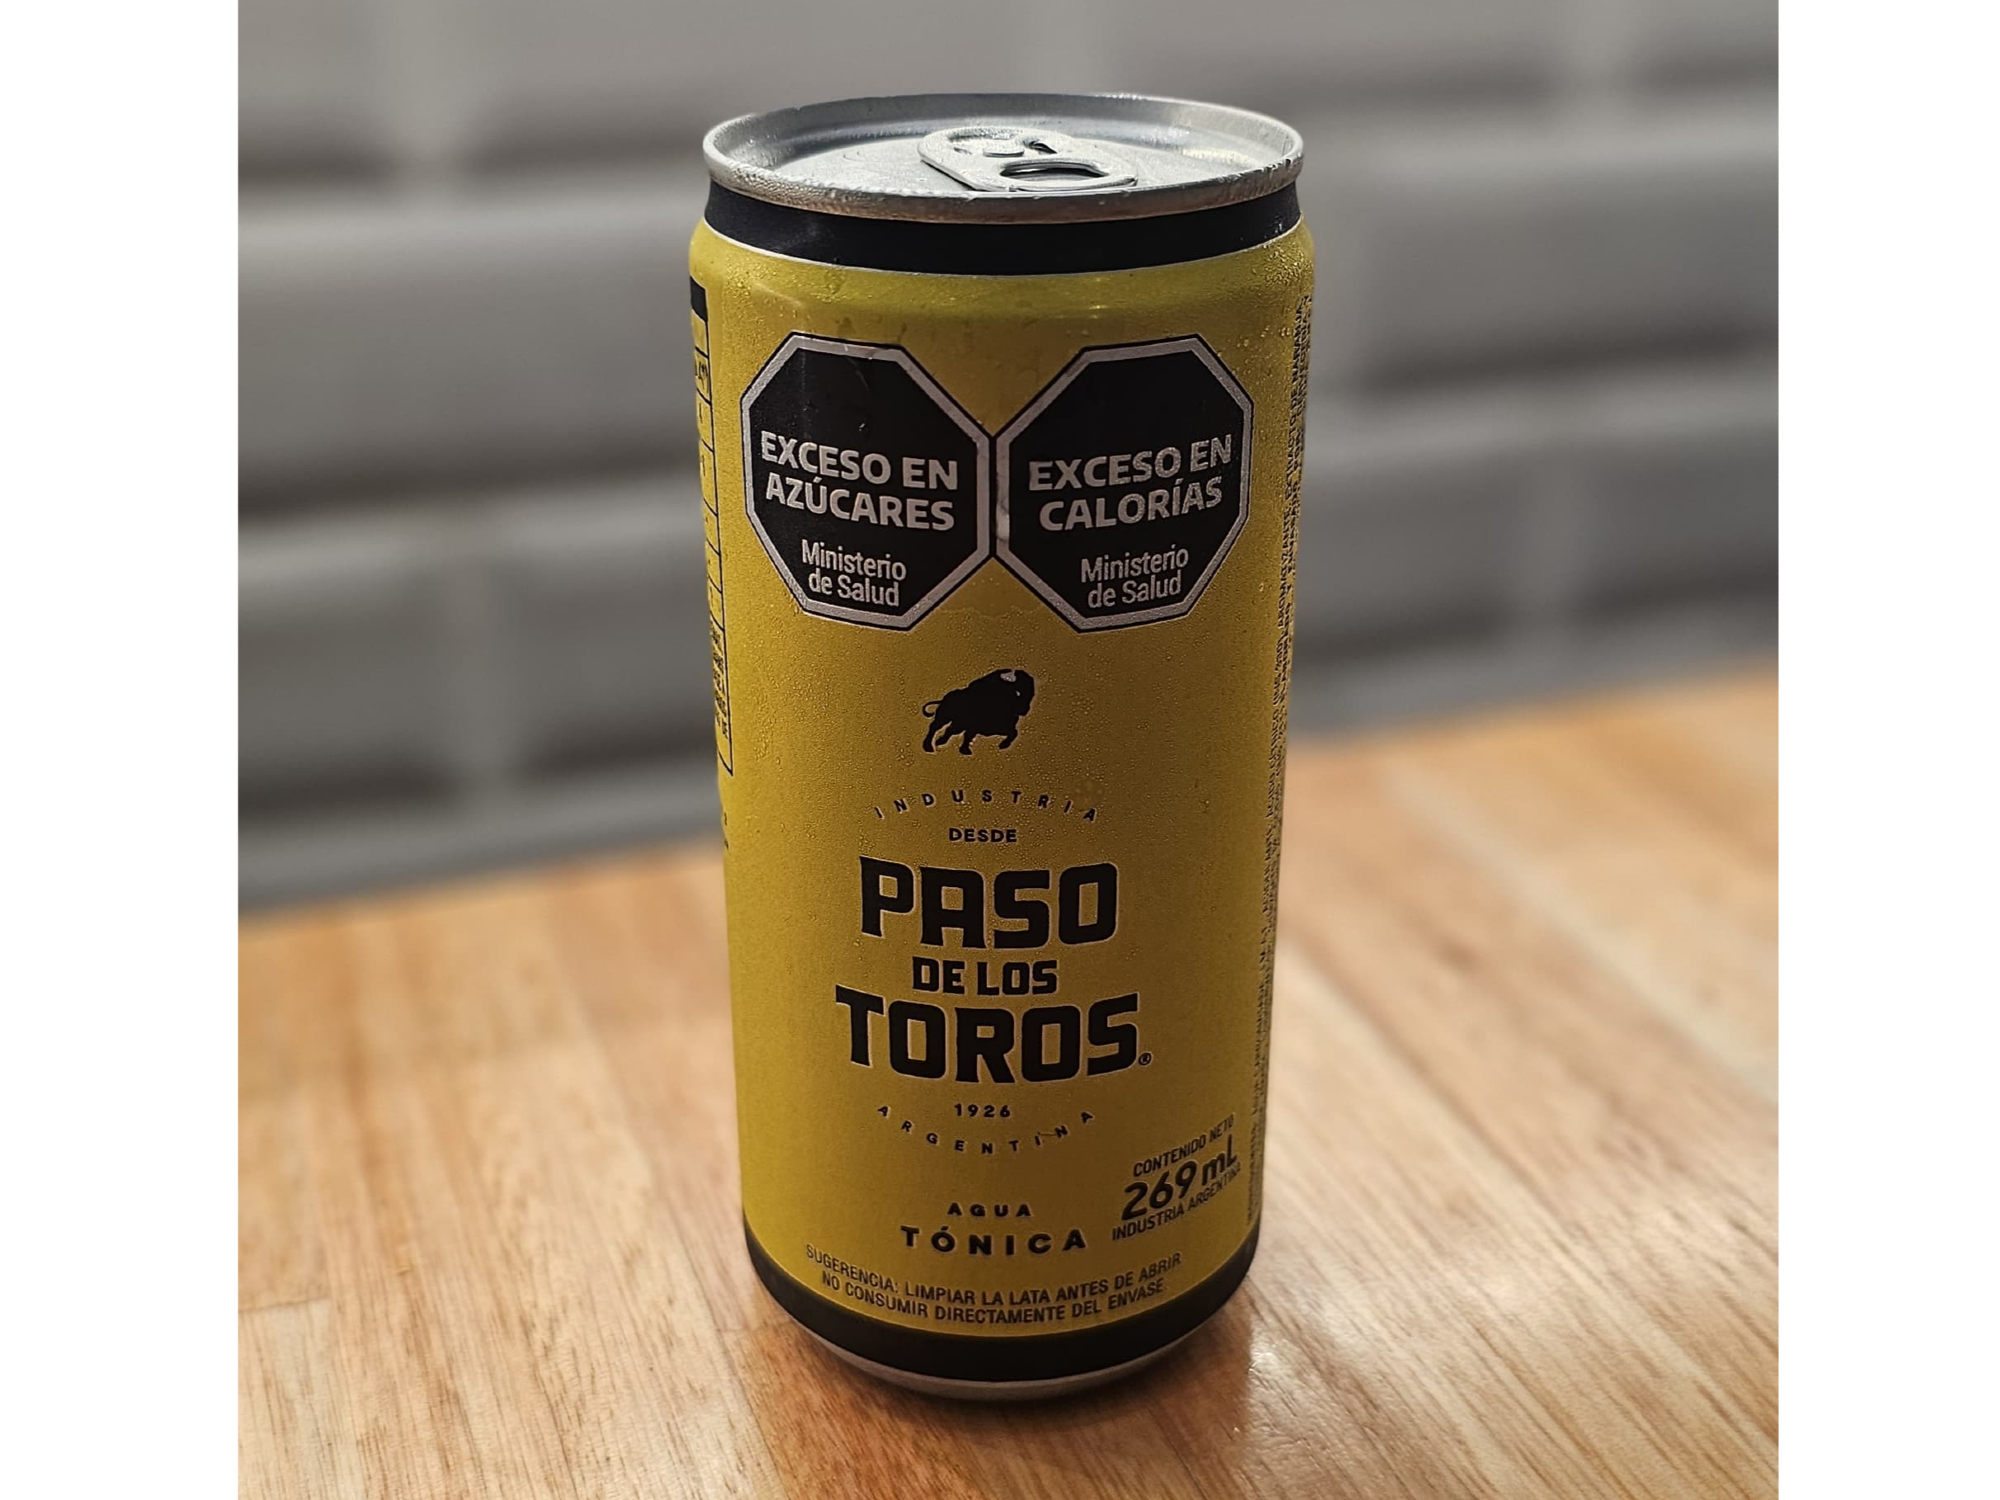 EXCESO EN
AZÚCARES
Ministerio
de Salud
EXCESO EN
CALORÍAS
Ministerio
de Salud
INDUSTRIA
DESDE
PASO
DE LOS
TOROS®
1926
ARGENTINA
AGUA
TÓNICA
CONTENIDO NETO
269 mL
INDUSTRIA ARGENTINA
SUGERENCIA: LIMPIAR LA LATA ANTES DE ABRIR
NO CONSUMIR DIRECTAMENTE DEL ENVASE